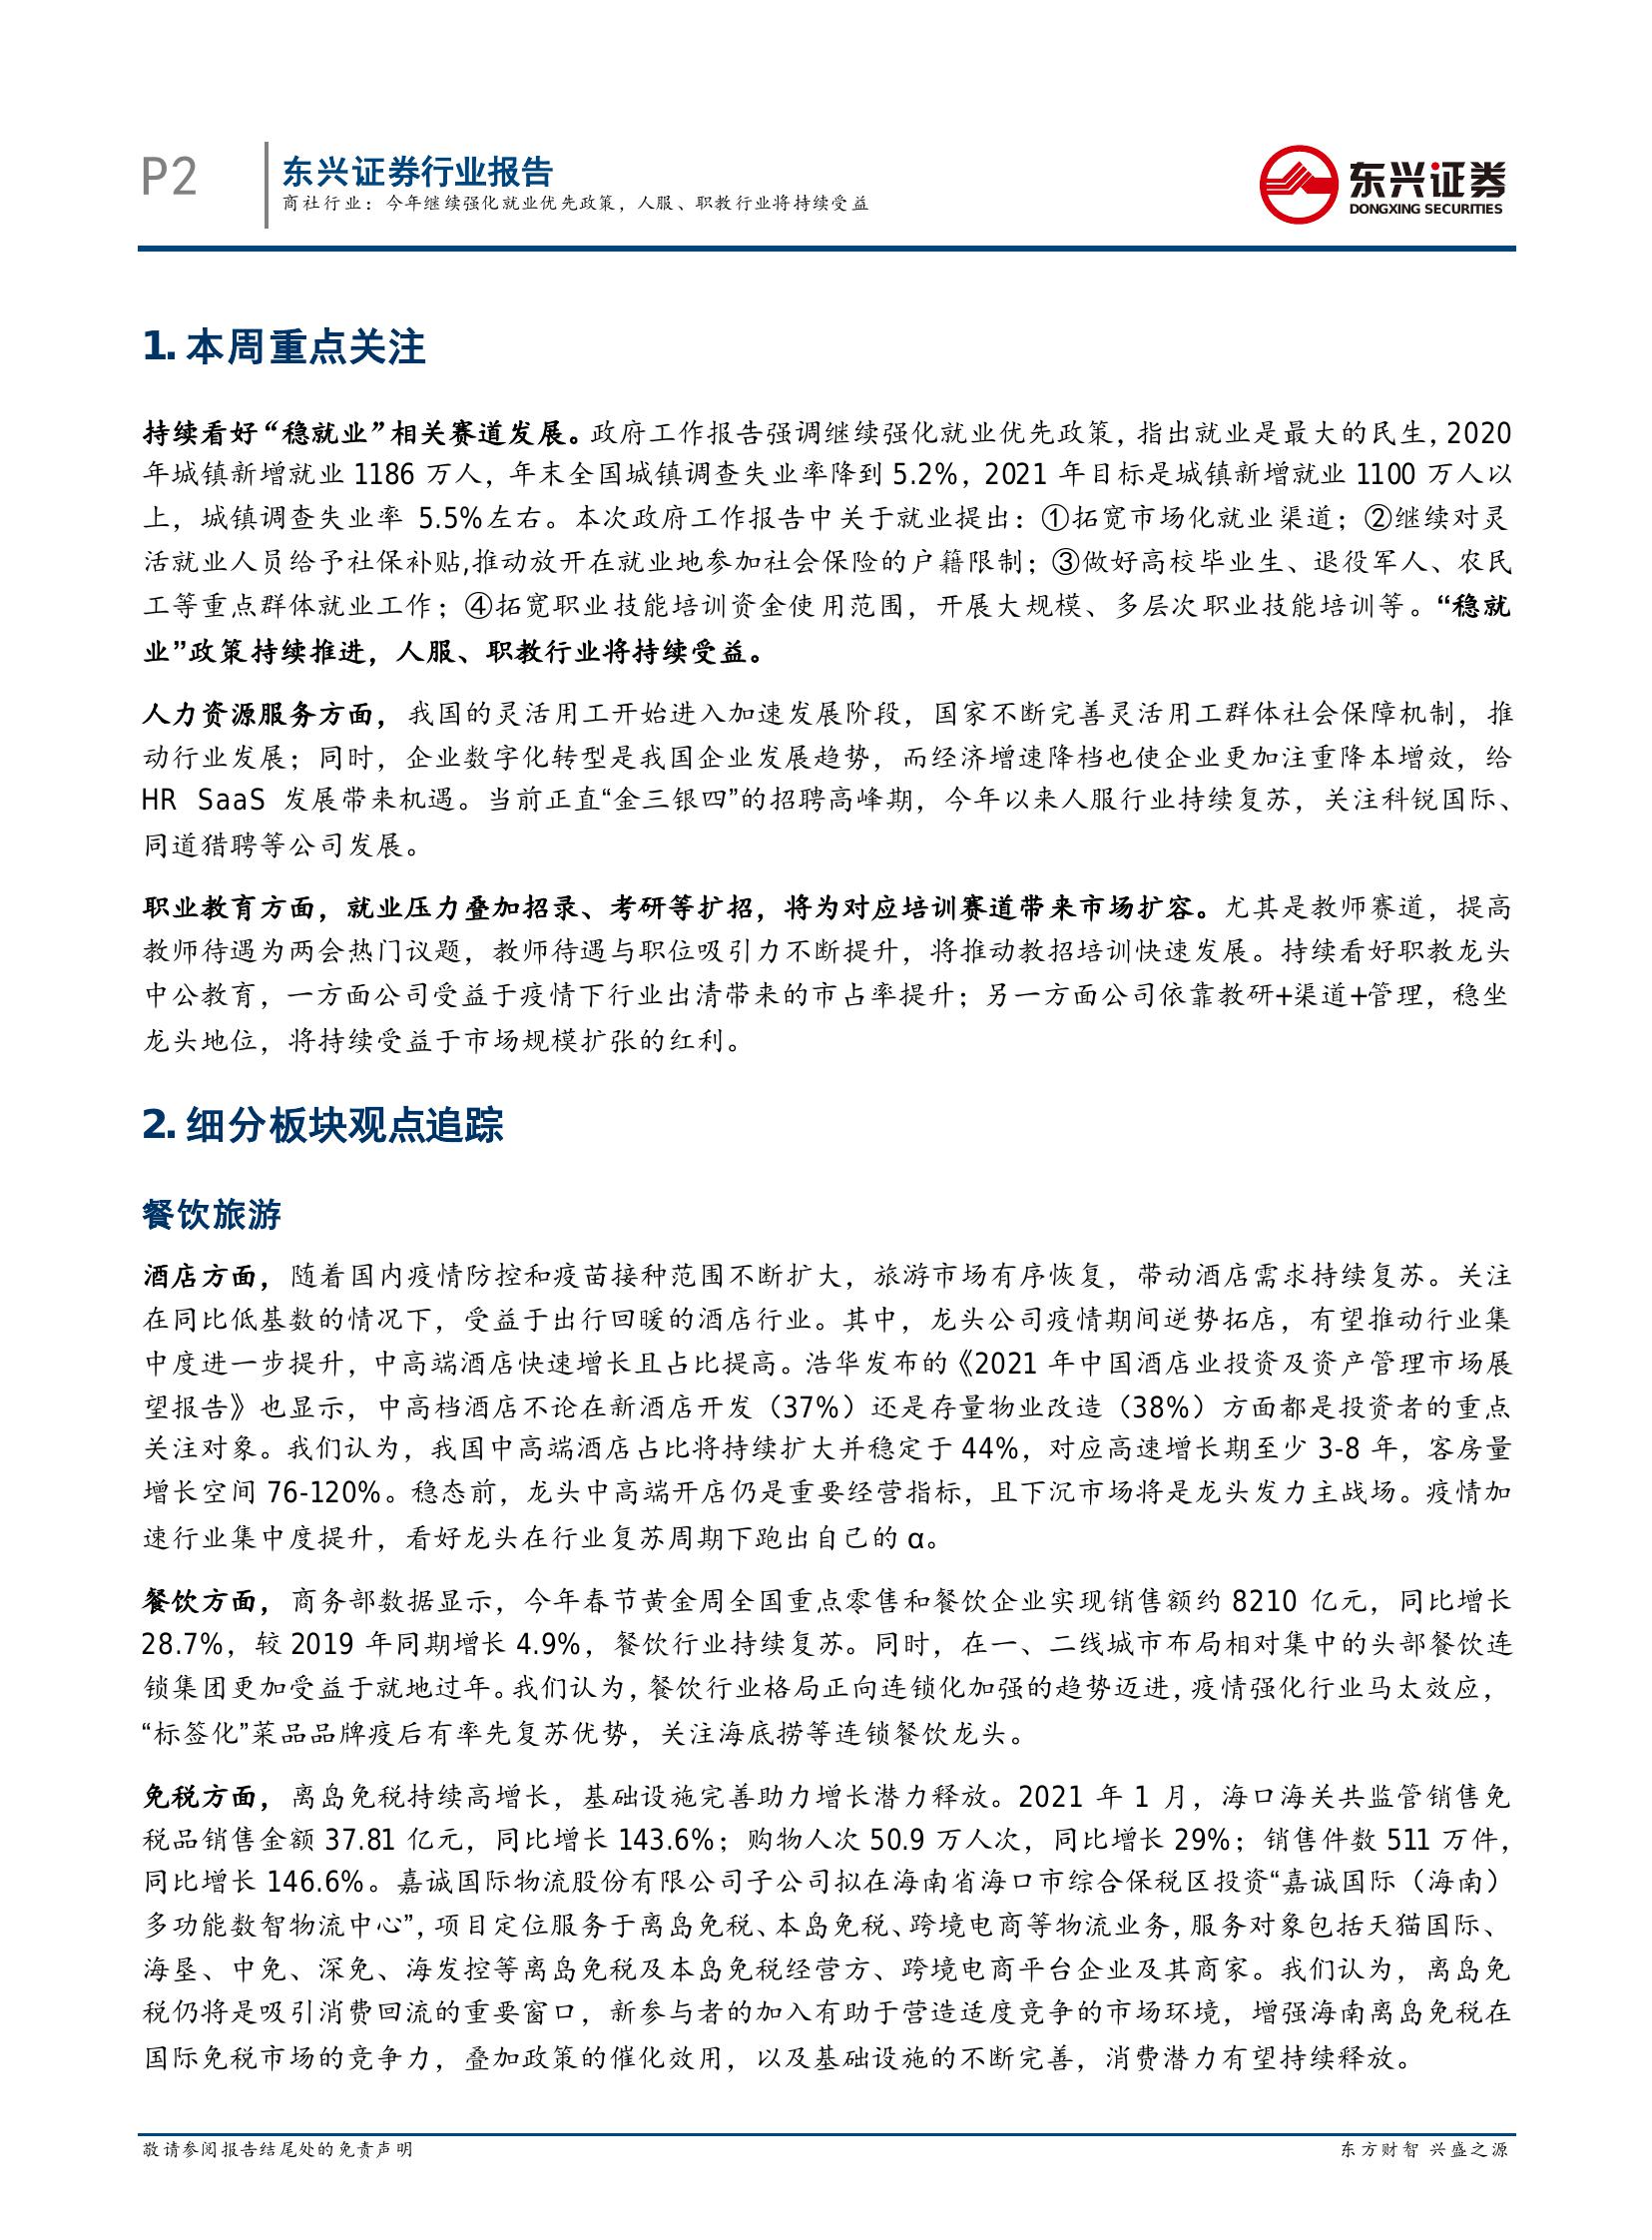 P2
东兴证券行业报告
商社行业：今年继续强化就业优先政策，人服、职教行业将持续受益
东兴证券
DONGXING SECURITIES
1. 本周重点关注
持续看好“稳就业”相关赛道发展。政府工作报告强调继续强化就业优先政策，指出就业是最大的民生，2020
年城镇新增就业 1186 万人，年末全国城镇调查失业率降到 5.2%，2021 年目标是城镇新增就业 1100 万人以
上，城镇调查失业率 5.5%左右。本次政府工作报告中关于就业提出：①拓宽市场化就业渠道；②继续对灵
活就业人员给予社保补贴,推动放开在就业地参加社会保险的户籍限制；③做好高校毕业生、退役军人、农民
工等重点群体就业工作；④拓宽职业技能培训资金使用范围，开展大规模、多层次职业技能培训等。“稳就
业”政策持续推进，人服、职教行业将持续受益。
人力资源服务方面，我国的灵活用工开始进入加速发展阶段，国家不断完善灵活用工群体社会保障机制，推
动行业发展；同时，企业数字化转型是我国企业发展趋势，而经济增速降档也使企业更加注重降本增效，给
HR SaaS 发展带来机遇。当前正直“金三银四”的招聘高峰期，今年以来人服行业持续复苏，关注科锐国际、
同道猎聘等公司发展。
职业教育方面，就业压力叠加招录、考研等扩招，将为对应培训赛道带来市场扩容。尤其是教师赛道，提高
教师待遇为两会热门议题，教师待遇与职位吸引力不断提升，将推动教招培训快速发展。持续看好职教龙头
中公教育，一方面公司受益于疫情下行业出清带来的市占率提升；另一方面公司依靠教研+渠道+管理，稳坐
龙头地位，将持续受益于市场规模扩张的红利。
2. 细分板块观点追踪
餐饮旅游
酒店方面，随着国内疫情防控和疫苗接种范围不断扩大，旅游市场有序恢复，带动酒店需求持续复苏。关注
在同比低基数的情况下，受益于出行回暖的酒店行业。其中，龙头公司疫情期间逆势拓店，有望推动行业集
中度进一步提升，中高端酒店快速增长且占比提高。浩华发布的《2021 年中国酒店业投资及资产管理市场展
望报告》也显示，中高档酒店不论在新酒店开发（37%）还是存量物业改造（38%）方面都是投资者的重点
关注对象。我们认为，我国中高端酒店占比将持续扩大并稳定于 44%，对应高速增长期至少 3-8 年，客房量
增长空间 76-120%。稳态前，龙头中高端开店仍是重要经营指标，且下沉市场将是龙头发力主战场。疫情加
速行业集中度提升，看好龙头在行业复苏周期下跑出自己的 α。
餐饮方面，商务部数据显示，今年春节黄金周全国重点零售和餐饮企业实现销售额约 8210 亿元，同比增长
28.7%，较 2019 年同期增长 4.9%，餐饮行业持续复苏。同时，在一、二线城市布局相对集中的头部餐饮连
锁集团更加受益于就地过年。我们认为，餐饮行业格局正向连锁化加强的趋势迈进，疫情强化行业马太效应，
“标签化”菜品品牌疫后有率先复苏优势，关注海底捞等连锁餐饮龙头。
免税方面，离岛免税持续高增长，基础设施完善助力增长潜力释放。2021 年 1 月，海口海关共监管销售免
税品销售金额 37.81 亿元，同比增长 143.6%；购物人次 50.9 万人次，同比增长 29%；销售件数 511 万件，
同比增长 146.6%。嘉诚国际物流股份有限公司子公司拟在海南省海口市综合保税区投资“嘉诚国际（海南）
多功能数智物流中心”，项目定位服务于离岛免税、本岛免税、跨境电商等物流业务，服务对象包括天猫国际、
海垦、中免、深免、海发控等离岛免税及本岛免税经营方、跨境电商平台企业及其商家。我们认为，离岛免
税仍将是吸引消费回流的重要窗口，新参与者的加入有助于营造适度竞争的市场环境，增强海南离岛免税在
国际免税市场的竞争力，叠加政策的催化效用，以及基础设施的不断完善，消费潜力有望持续释放。
敬请参阅报告结尾处的免责声明
东方财智 兴盛之源